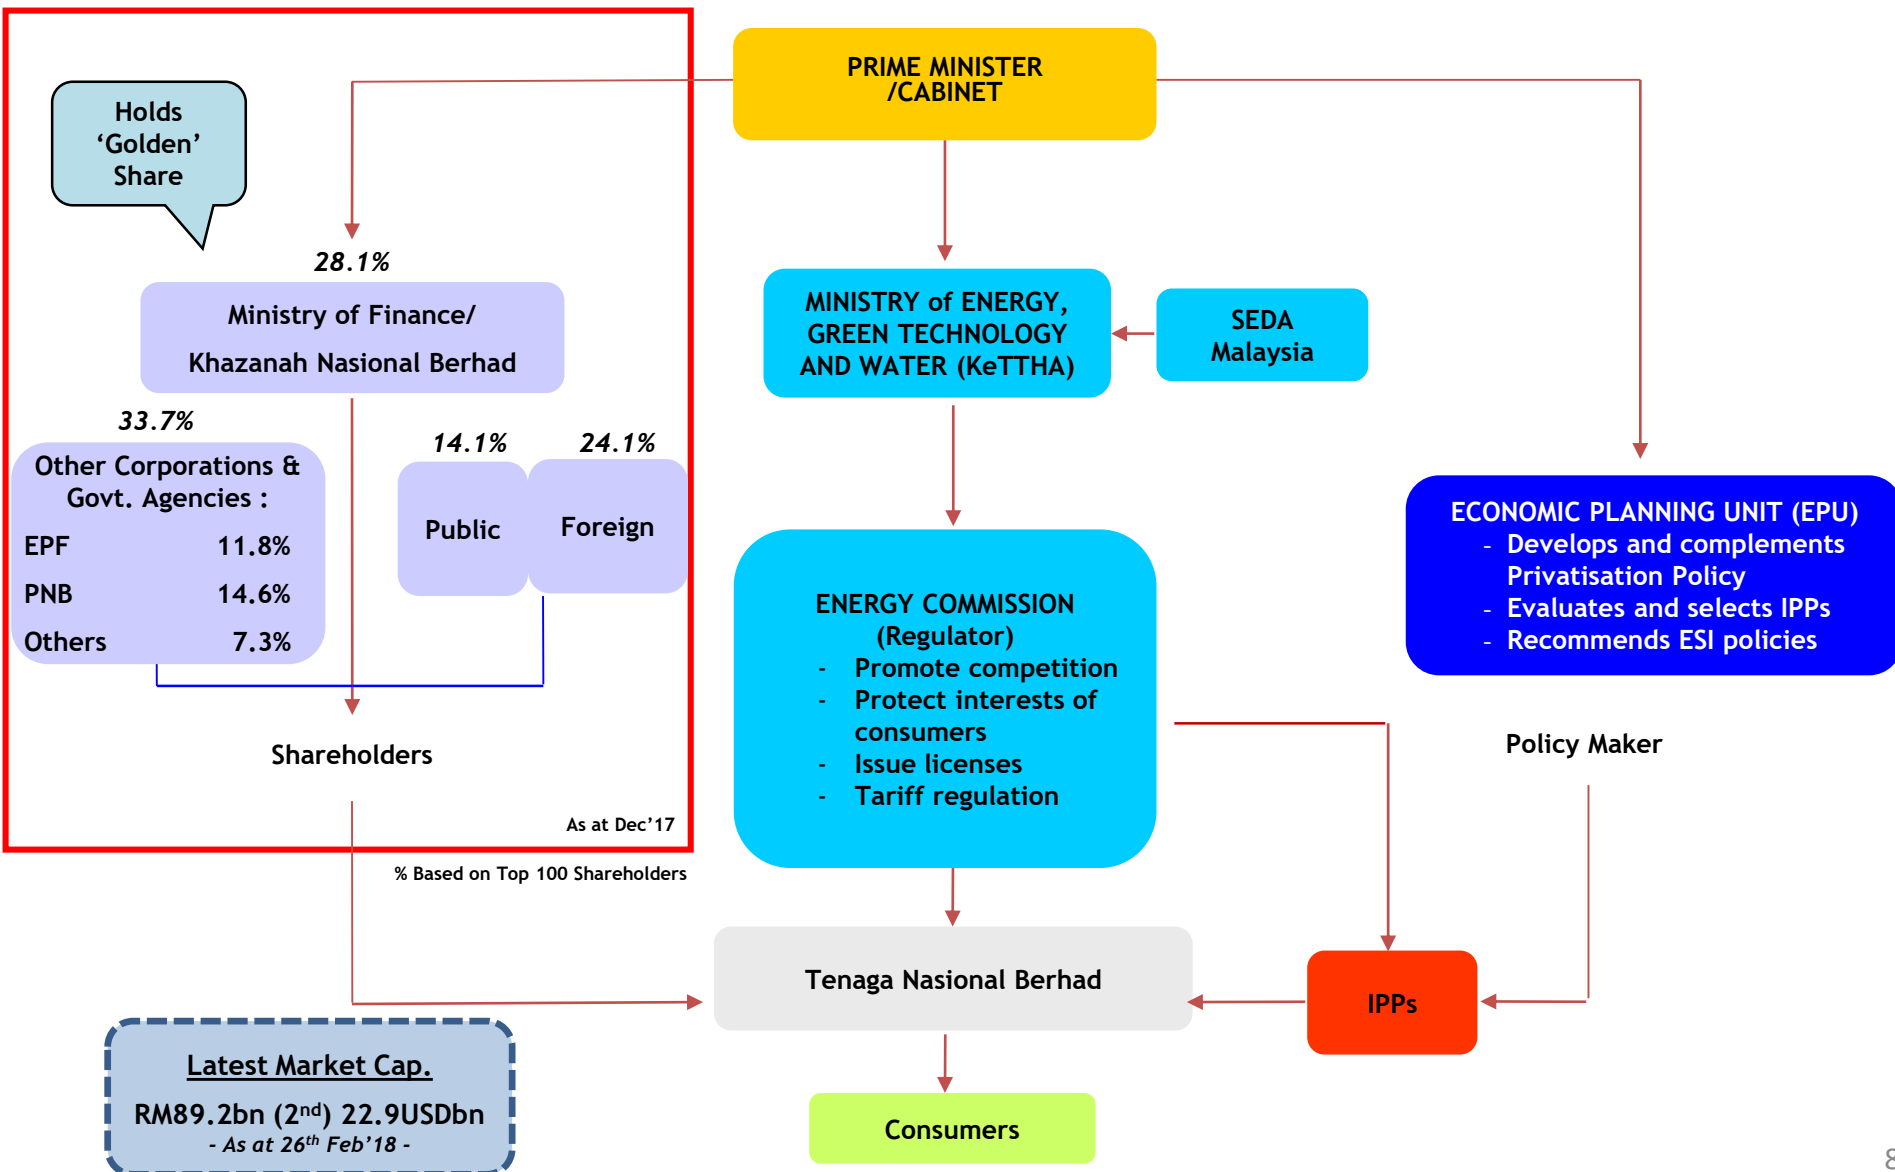 PRIME MINISTER
/CABINET
Holds
‘Golden’
Share
28.1%
Ministry of Finance/
Khazanah Nasional Berhad
33.7%
Other Corporations &
Govt. Agencies :
EPF 11.8%
PNB 14.6%
Others 7.3%
14.1%
Public
24.1%
Foreign
Shareholders
As at Dec’17
% Based on Top 100 Shareholders
MINISTRY of ENERGY,
GREEN TECHNOLOGY
AND WATER (KeTTHA)
SEDA
Malaysia
ENERGY COMMISSION
(Regulator)
- Promote competition
- Protect interests of
consumers
- Issue licenses
- Tariff regulation
ECONOMIC PLANNING UNIT (EPU)
- Develops and complements
Privatisation Policy
- Evaluates and selects IPPs
- Recommends ESI policies
Policy Maker
Tenaga Nasional Berhad
IPPs
Latest Market Cap.
RM89.2bn (2nd) 22.9USDbn
- As at 26th Feb’18 -
Consumers
8